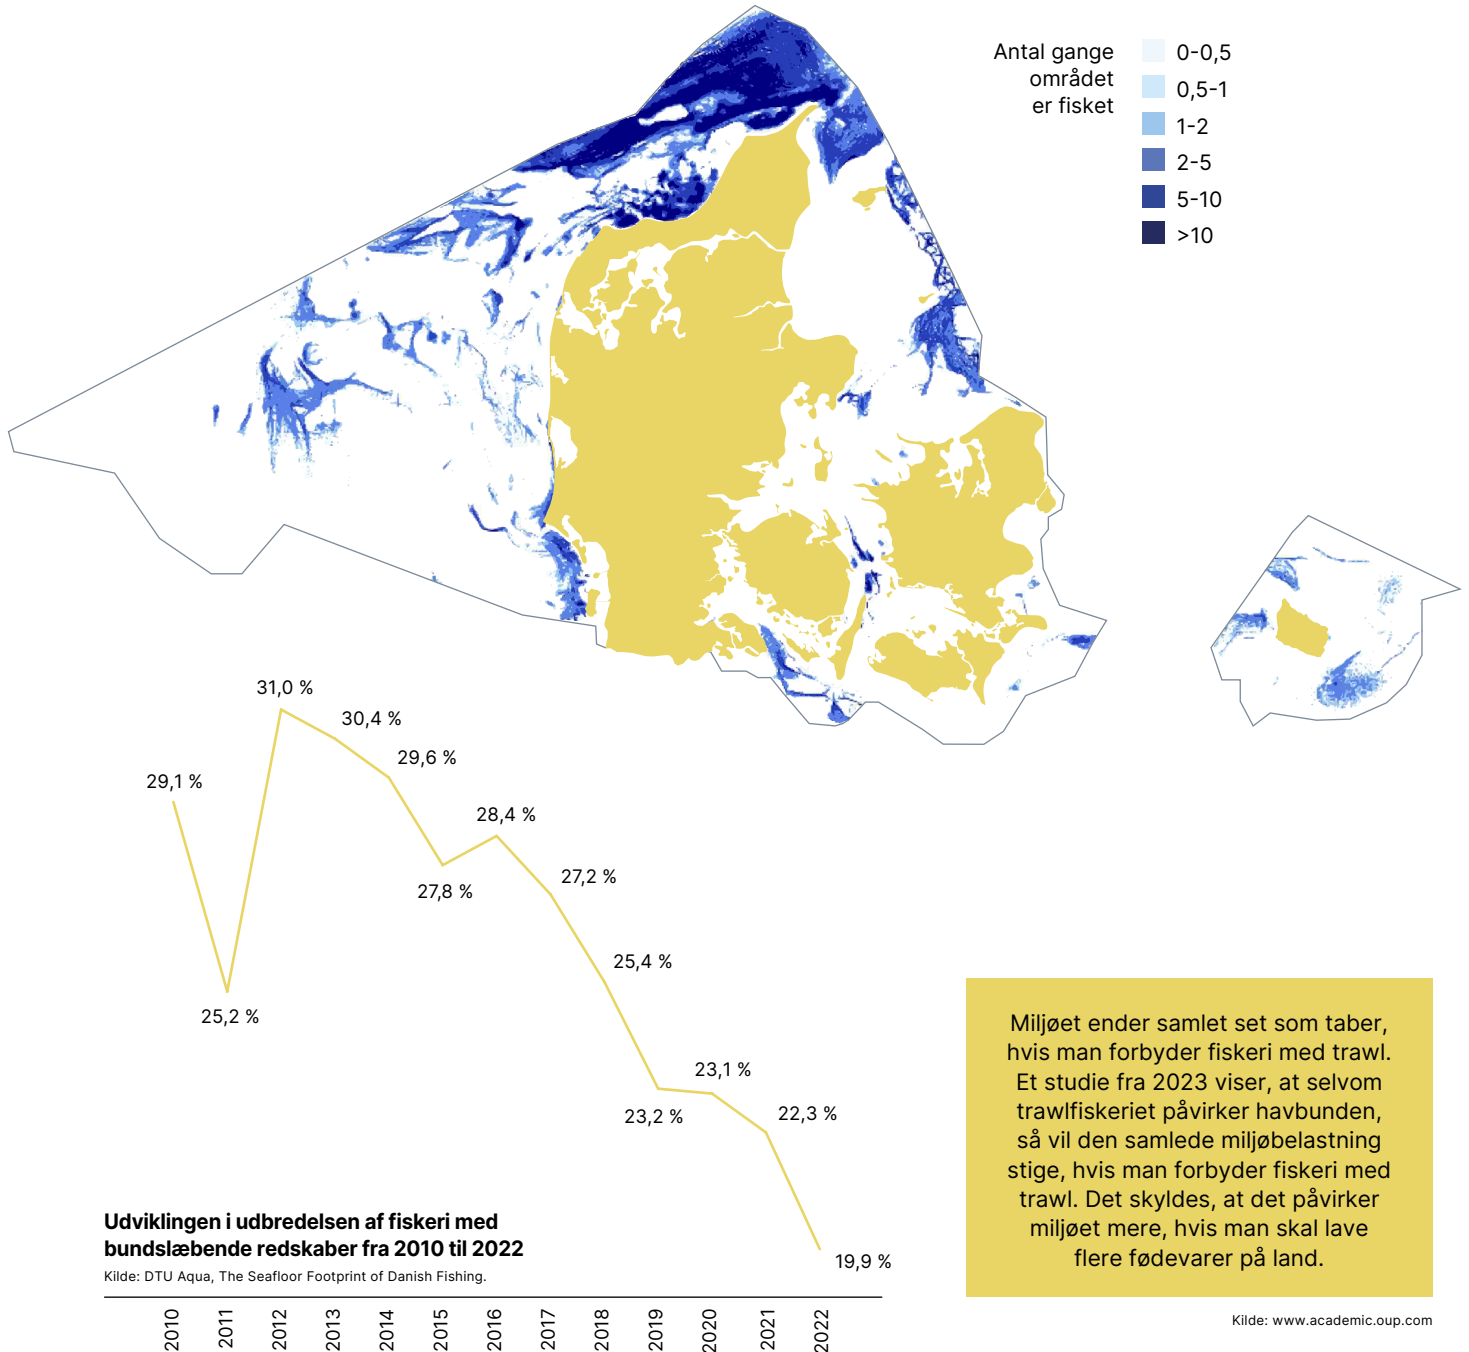 Antal gange
området
er fisket
0-0,5
0,5-1
1-2
2-5
5-10
>10
31,0 %
30,4 %
29,6 %
29,1 %
28,4 %
27,8 %
27,2 %
25,4 %
25,2 %
23,1 %
23,2 %
22,3 %
19,9 %
Udviklingen i udbredelsen af fiskeri med
bundslæbende redskaber fra 2010 til 2022
Kilde: DTU Aqua, The Seafloor Footprint of Danish Fishing.
2010
2011
2012
2013
2014
2015
2016
2017
2018
2019
2020
2021
2022
Miljøet ender samlet set som taber,
hvis man forbyder fiskeri med trawl.
Et studie fra 2023 viser, at selvom
trawlfiskeriet påvirker havbunden,
så vil den samlede miljøbelastning
stige, hvis man forbyder fiskeri med
trawl. Det skyldes, at det påvirker
miljøet mere, hvis man skal lave
flere fødevarer på land.
Kilde: www.academic.oup.com